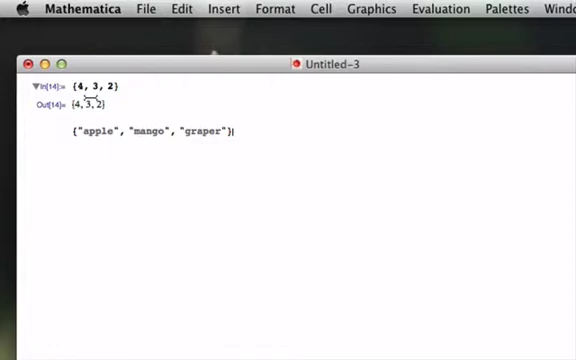 Mathematica File Edit Insert Format Cell Graphics Evaluation Palettes Windo
Untitled-3
In[14]:= {4, 3, 2}
Out[14]= {4, 3, 2}
{"apple", "mango", "graper"}